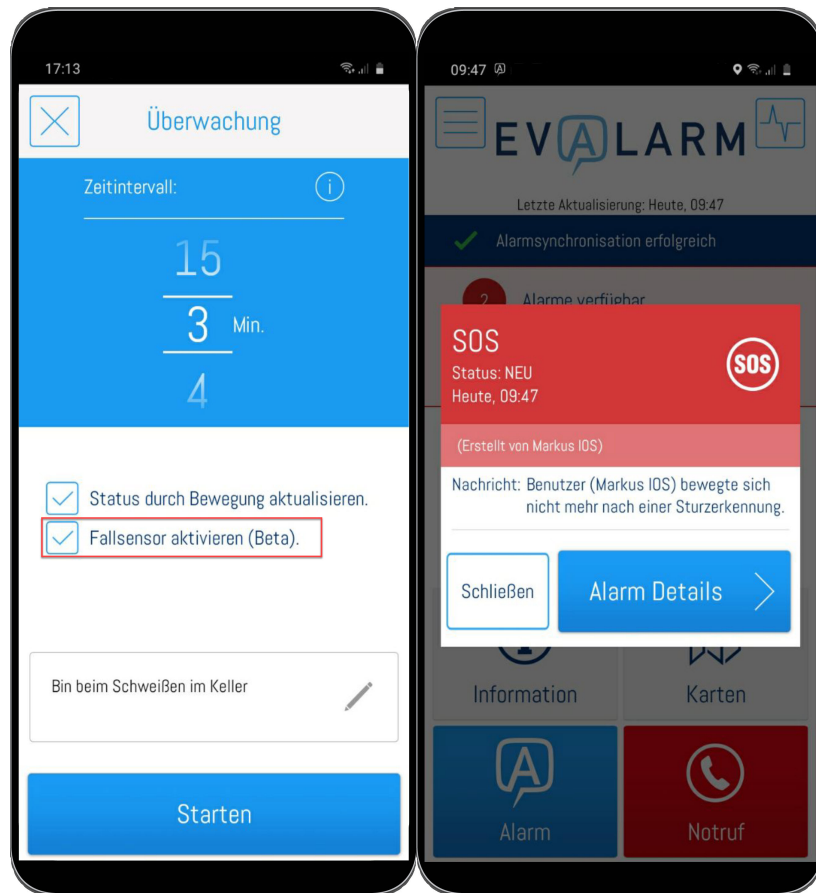 17:13
Überwachung
Zeitintervall:
i
15
3 Min.
4
Status durch Bewegung aktualisieren.
Fallsensor aktivieren (Beta).
Bin beim Schweißen im Keller
Starten
09:47
EVALARM
Letzte Aktualisierung: Heute, 09:47
Alarmsynchronisation erfolgreich
2 Alarme verfügbar
SOS
Status: NEU
Heute, 09:47
SOS
(Erstellt von Markus IOS)
Nachricht: Benutzer (Markus IOS) bewegte sich
nicht mehr nach einer Sturzerkennung.
Schließen
Alarm Details
Information
Karten
A
Alarm
Notruf